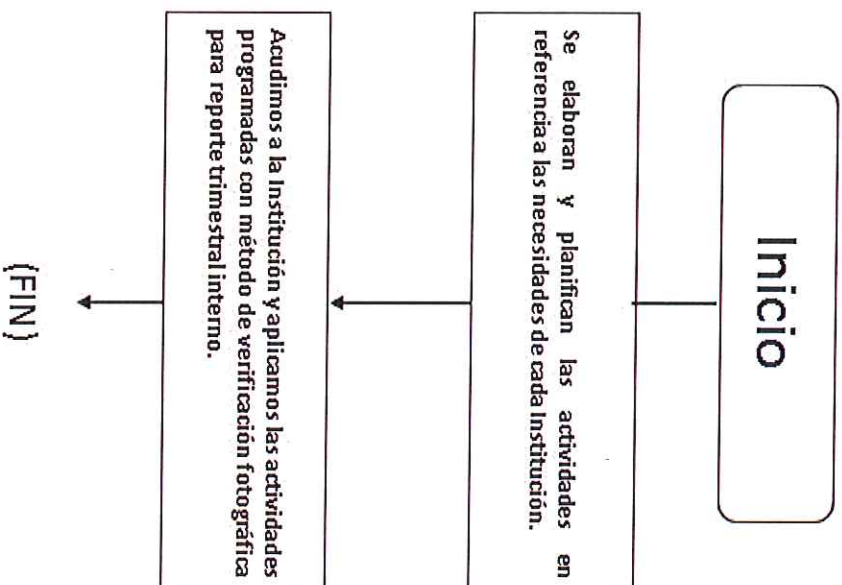 Inicio
Se elaboran y planifican las actividades en
referencia a las necesidades de cada Institución.
Acudimos a la Institución y aplicamos las actividades
programadas con método de verificación fotográfica
para reporte trimestral interno.
(FIN)